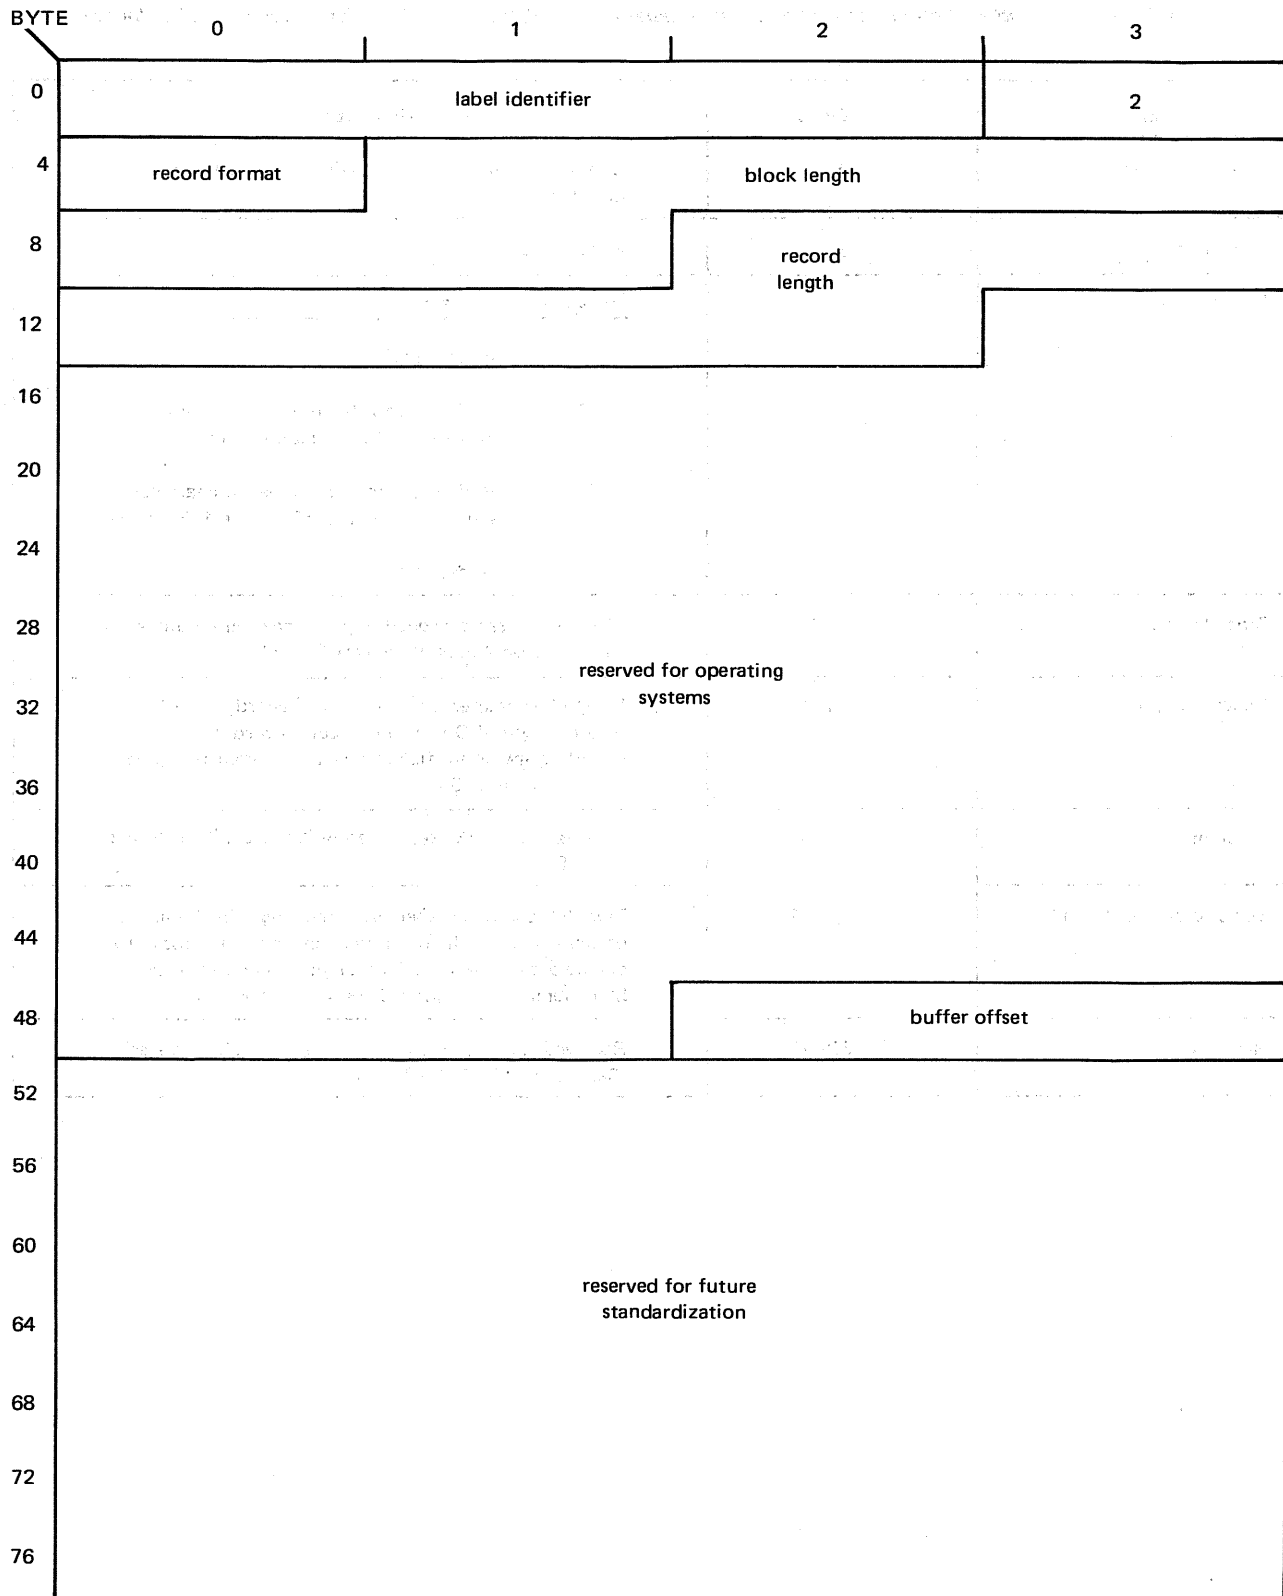 BYTE
0 1 2 3
0 label identifier 2
4 record format block length
8 record
length
12
16
20
24
28
reserved for operating
32 systems
36
40
44
48 buffer offset
52
56
60
reserved for future
64 standardization
68
72
76